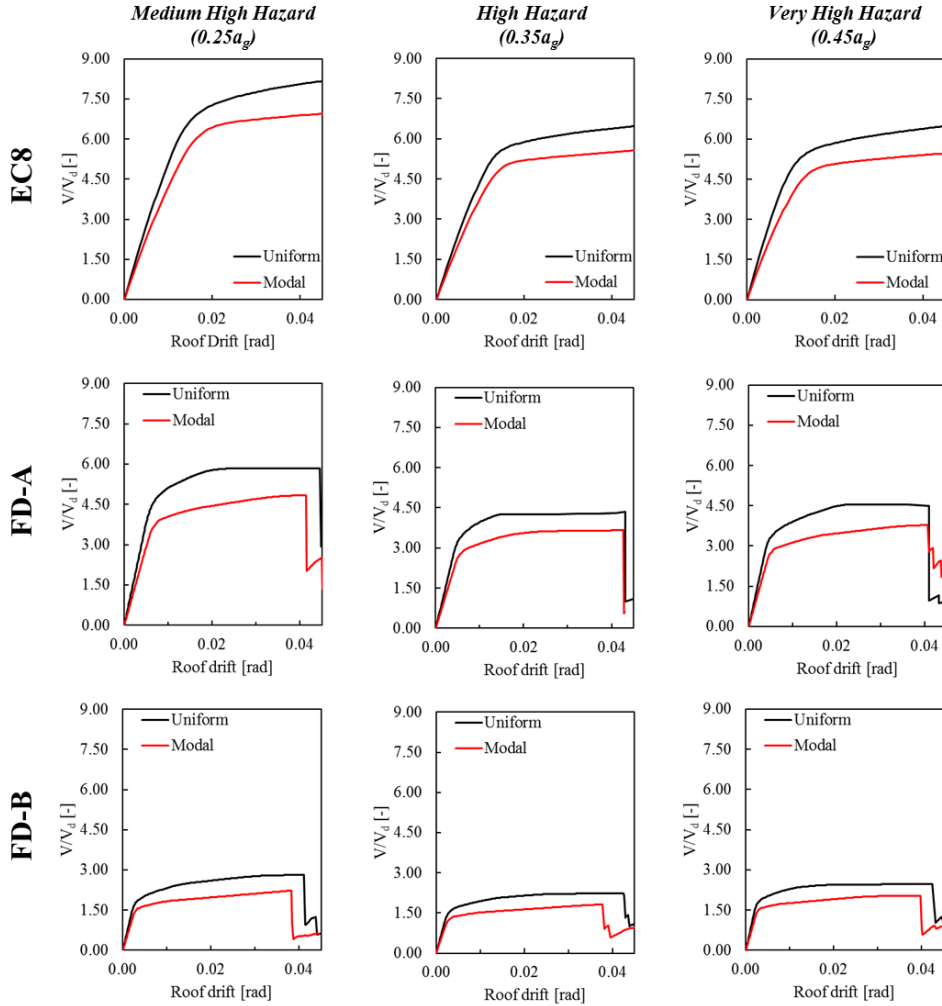 Medium High Hazard
(0.25ag)
High Hazard
(0.35ag)
Very High Hazard
(0.45ag)
EC8
V/Vd [-]
9.00
7.50
6.00
4.50
3.00
1.50
0.00
Uniform
Modal
0.00 0.02 0.04
Roof Drift [rad]
V/Vd [-]
9.00
7.50
6.00
4.50
3.00
1.50
0.00
Uniform
Modal
0.00 0.02 0.04
Roof drift [rad]
V/Vd [-]
9.00
7.50
6.00
4.50
3.00
1.50
0.00
Uniform
Modal
0.00 0.02 0.04
Roof drift [rad]
FD-A
V/Vd [-]
9.00
7.50
6.00
4.50
3.00
1.50
0.00
Uniform
Modal
0.00 0.02 0.04
Roof drift [rad]
V/Vd [-]
9.00
7.50
6.00
4.50
3.00
1.50
0.00
Uniform
Modal
0.00 0.02 0.04
Roof drift [rad]
V/Vd [-]
9.00
7.50
6.00
4.50
3.00
1.50
0.00
Uniform
Modal
0.00 0.02 0.04
Roof drift [rad]
FD-B
V/Vd [-]
9.00
7.50
6.00
4.50
3.00
1.50
0.00
Uniform
Modal
0.00 0.02 0.04
Roof drift [rad]
V/Vd [-]
9.00
7.50
6.00
4.50
3.00
1.50
0.00
Uniform
Modal
0.00 0.02 0.04
Roof drift [rad]
V/Vd [-]
9.00
7.50
6.00
4.50
3.00
1.50
0.00
Uniform
Modal
0.00 0.02 0.04
Roof drift [rad]